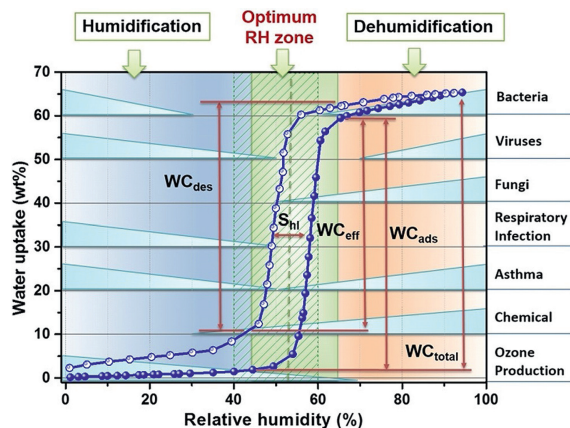 Humidification
Optimum
RH zone
Dehumidification
70
60
50
40
30
20
10
0
Water uptake (wt%)
WCdes
Shl
WCeff
WCads
WCtotal
Bacteria
Viruses
Fungi
Respiratory
Infection
Asthma
Chemical
Ozone
Production
0
20
40
60
80
100
Relative humidity (%)